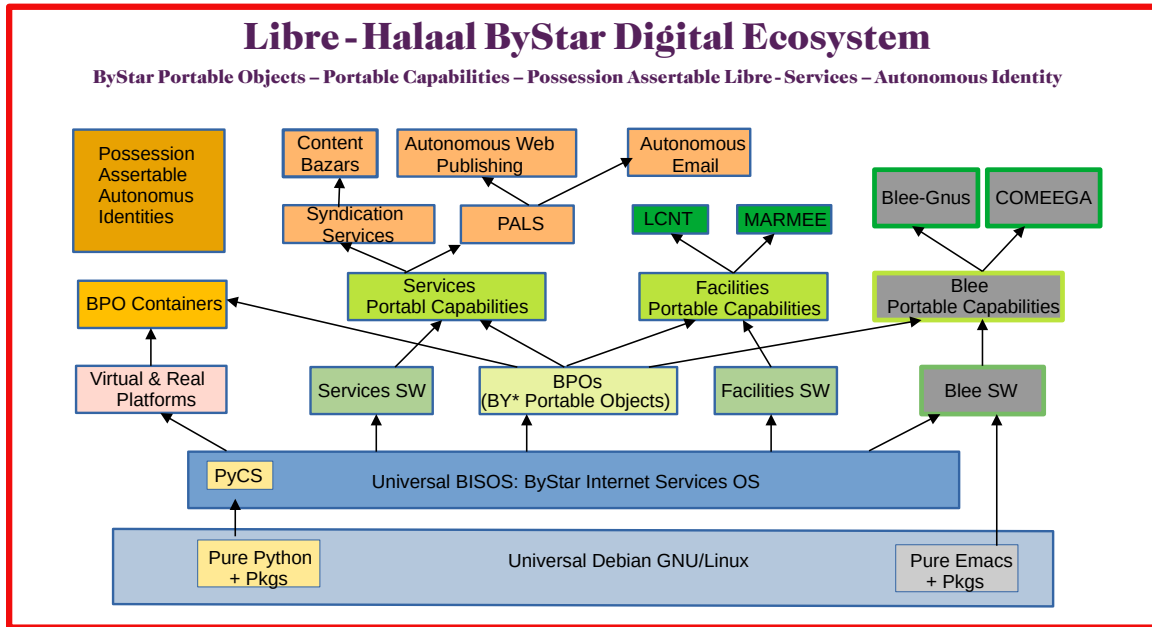 Libre-Halaal ByStar Digital Ecosystem
ByStar Portable Objects – Portable Capabilities – Possession Assertable Libre-Services – Autonomous Identity
Possession
Assertable
Autonomus
Identities
Content
Bazars
Autonomous Web
Publishing
Autonomous
Email
Syndication
Services
PALS
LCNT
MARMEE
Blee-Gnus
COMEEGA
BPO Containers
Services
Portabl Capabilities
Facilities
Portable Capabilities
Blee
Portable Capabilities
Virtual & Real
Platforms
Services SW
BPOs
(BY* Portable Objects)
Facilities SW
Blee SW
PyCS
Universal BISOS: ByStar Internet Services OS
Pure Python
+ Pkgs
Universal Debian GNU/Linux
Pure Emacs
+ Pkgs